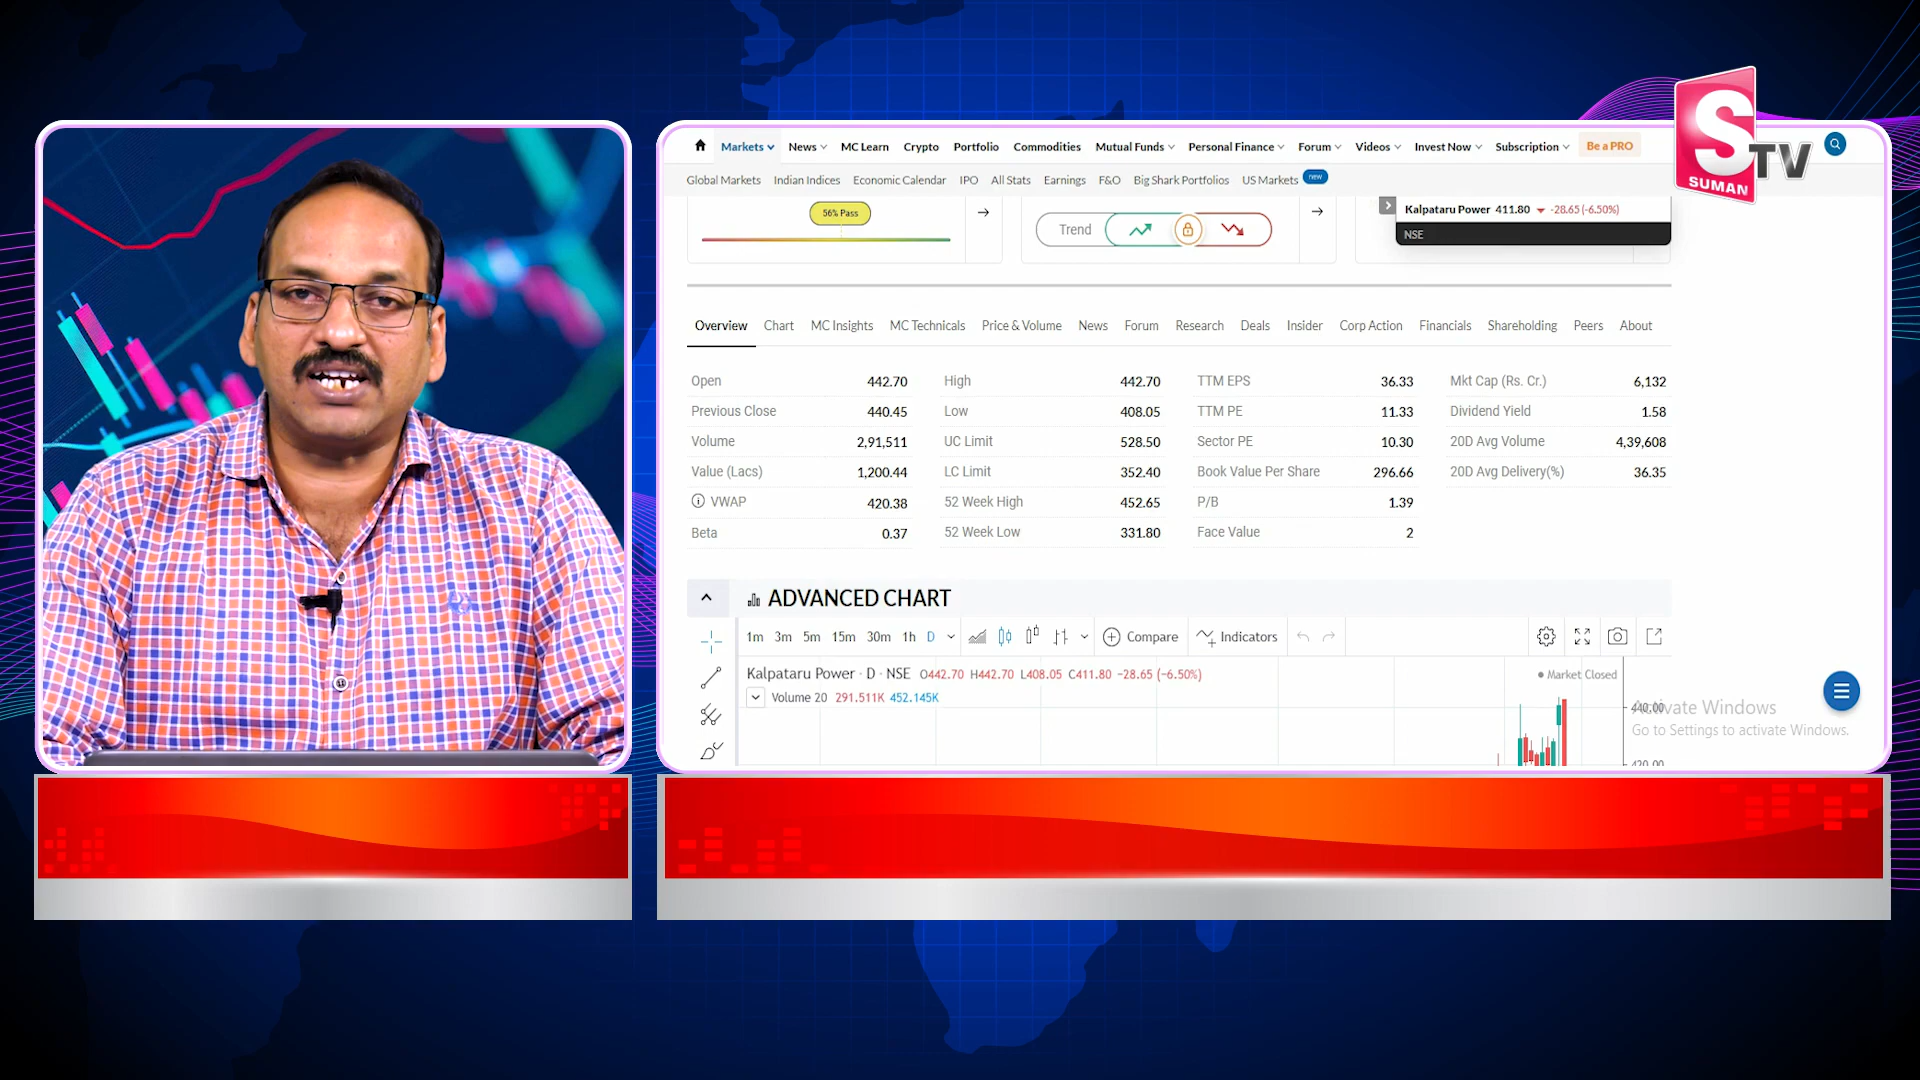 S TV
SUMAN
Markets News MC Learn Crypto Portfolio Commodities Mutual Funds Personal Finance Forum Videos Invest Now Subscription Be a PRO
Global Markets Indian Indices Economic Calendar IPO All Stats Earnings F&O Big Shark Portfolios US Markets new
56% Pass
Trend
Kalpataru Power 411.80 -28.65 (-6.50%)
NSE
Overview Chart MC Insights MC Technicals Price & Volume News Forum Research Deals Insider Corp Action Financials Shareholding Peers About
Open 442.70 High 442.70 TTM EPS 36.33 Mkt Cap (Rs. Cr.) 6,132
Previous Close 440.45 Low 408.05 TTM PE 11.33 Dividend Yield 1.58
Volume 2,91,511 UC Limit 528.50 Sector PE 10.30 20D Avg Volume 4,39,608
Value (Lacs) 1,200.44 LC Limit 352.40 Book Value Per Share 296.66 20D Avg Delivery(%) 36.35
VWAP 420.38 52 Week High 452.65 P/B 1.39
Beta 0.37 52 Week Low 331.80 Face Value 2
ADVANCED CHART
1m 3m 5m 15m 30m 1h D Compare Indicators
Kalpataru Power · D · NSE O442.70 H442.70 L408.05 C411.80 −28.65 (−6.50%)
Market Closed
Volume 20 291.511K 452.145K
440.00
Activate Windows
Go to Settings to activate Windows.
420.00